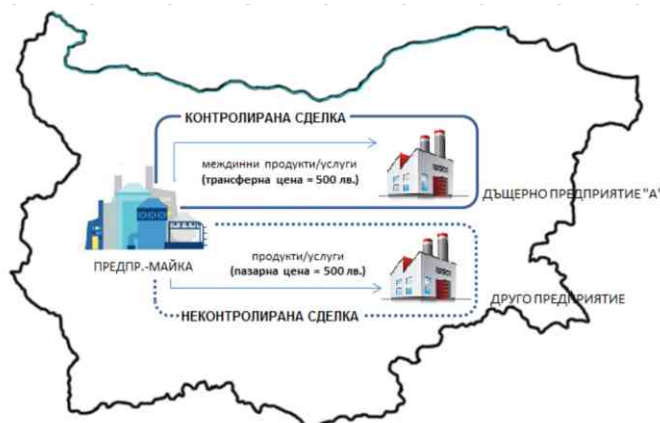 КОНТРОЛИРАНА СДЕЛКА
междинни продукти/услуги
(трансферна цена = 500 лв.)
ДЪЩЕРНО ПРЕДПРИЯТИЕ "А"
ПРЕДПР.-МАЙКА
продукти/услуги
(пазарна цена = 500 лв.)
ДРУГО ПРЕДПРИЯТИЕ
НЕКОНТРОЛИРАНА СДЕЛКА